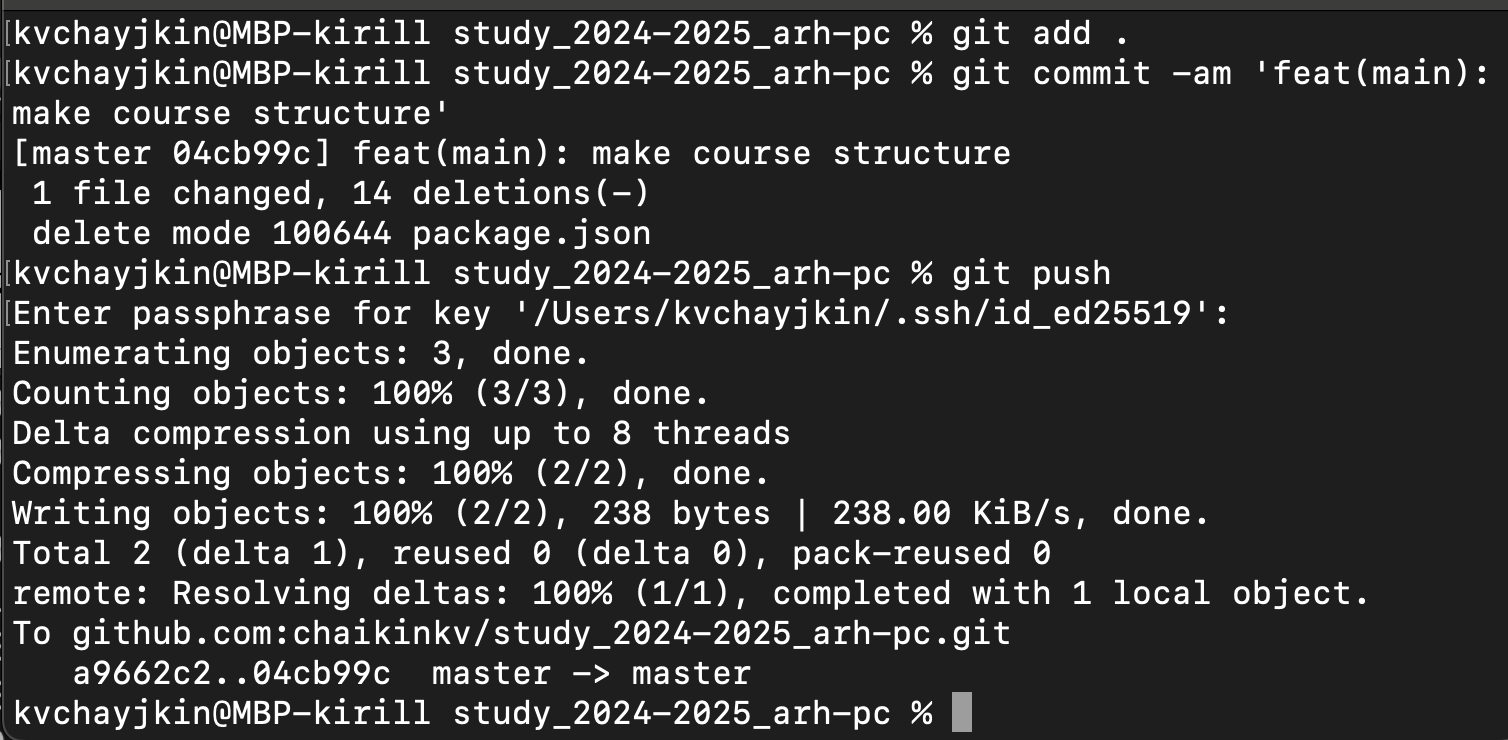 [kvchayjkin@MBP-kirill study_2024-2025_arh-pc % git add .
[kvchayjkin@MBP-kirill study_2024-2025_arh-pc % git commit -am 'feat(main):
make course structure'
[master 04cb99c] feat(main): make course structure
 1 file changed, 14 deletions(-)
 delete mode 100644 package.json
[kvchayjkin@MBP-kirill study_2024-2025_arh-pc % git push
[Enter passphrase for key '/Users/kvchayjkin/.ssh/id_ed25519':
Enumerating objects: 3, done.
Counting objects: 100% (3/3), done.
Delta compression using up to 8 threads
Compressing objects: 100% (2/2), done.
Writing objects: 100% (2/2), 238 bytes | 238.00 KiB/s, done.
Total 2 (delta 1), reused 0 (delta 0), pack-reused 0
remote: Resolving deltas: 100% (1/1), completed with 1 local object.
To github.com:chaikinkv/study_2024-2025_arh-pc.git
   a9662c2..04cb99c  master -> master
kvchayjkin@MBP-kirill study_2024-2025_arh-pc %